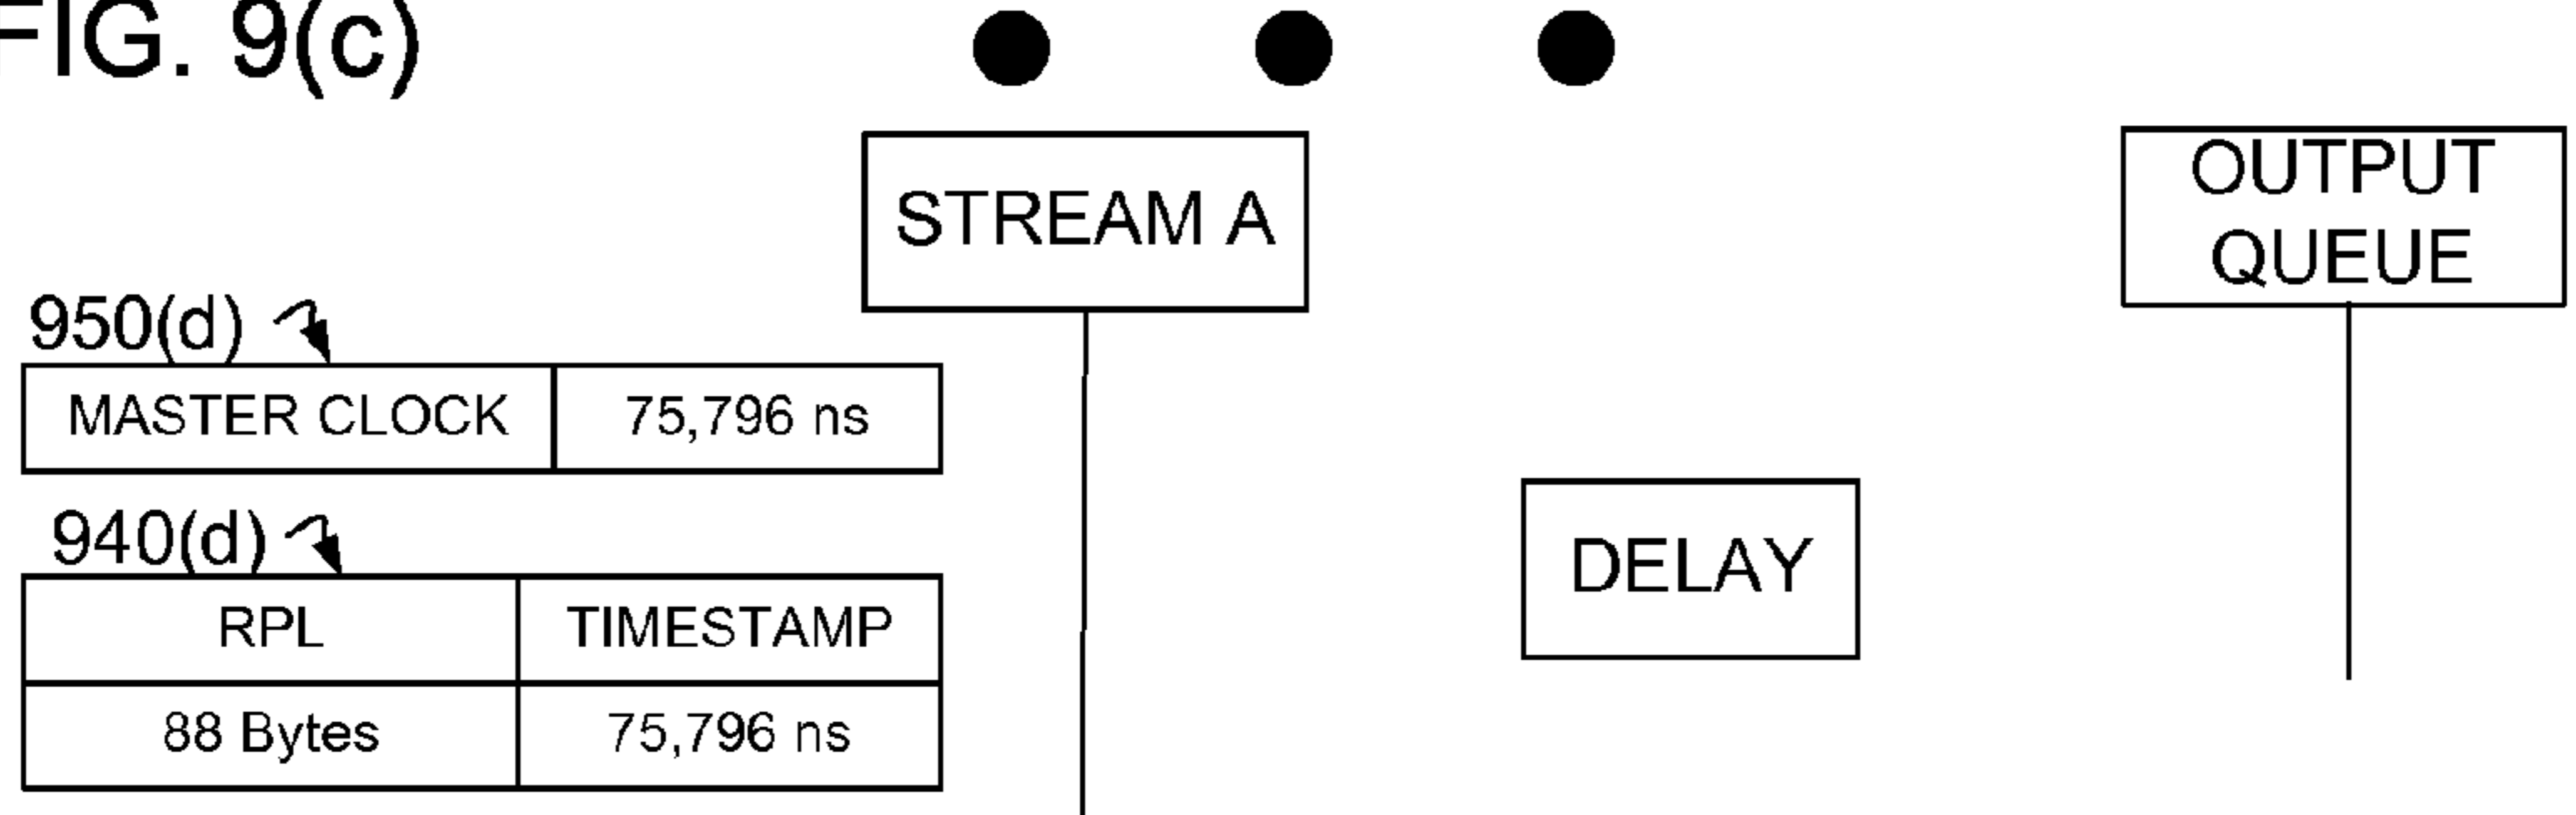 FIG. 9(c)
STREAM A
OUTPUT
QUEUE
950(d)
MASTER CLOCK 75,796 ns
940(d)
DELAY
RPL TIMESTAMP
88 Bytes 75,796 ns